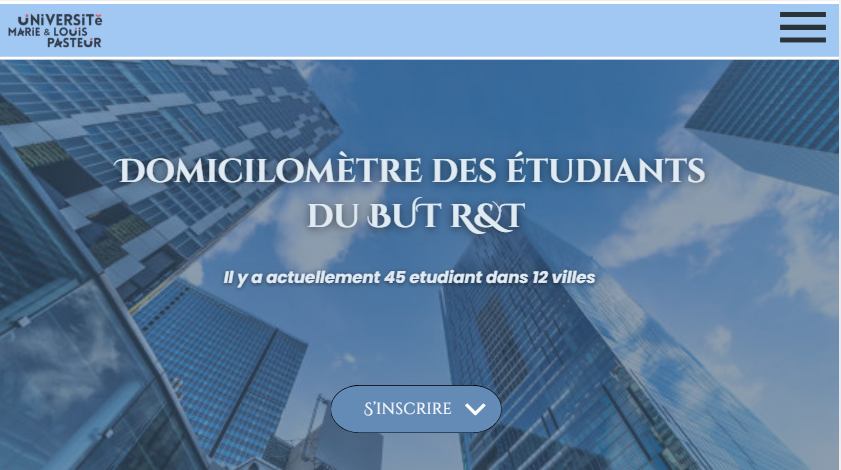 UNIVERSITÉ
MARIE & LOUIS
PASTEUR
DOMICILOMÈTRE DES ÉTUDIANTS
DU BUT R&T
Il y a actuellement 45 etudiant dans 12 villes
S'INSCRIRE